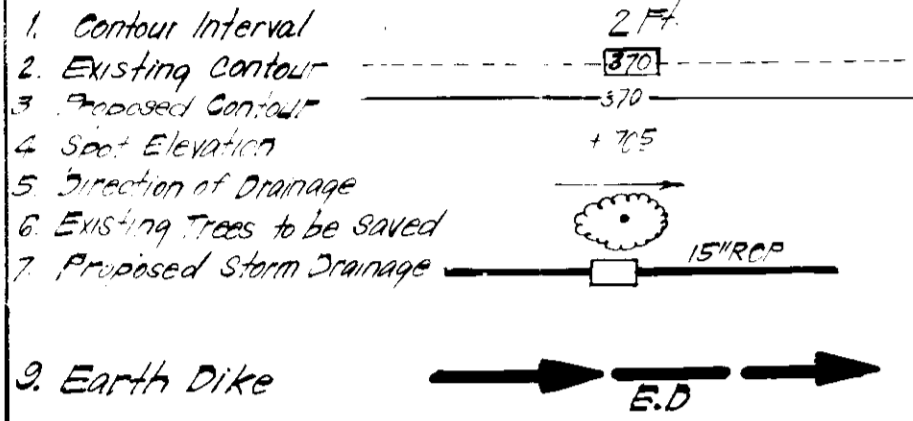 1. Contour Interval 2 Ft.
2. Existing Contour 370
3 Proposed Contour 370
4 Spot Elevation + 705
5. Direction of Drainage
6. Existing Trees to be saved
7. Proposed Storm Drainage 15"RCP
9. Earth Dike E.D